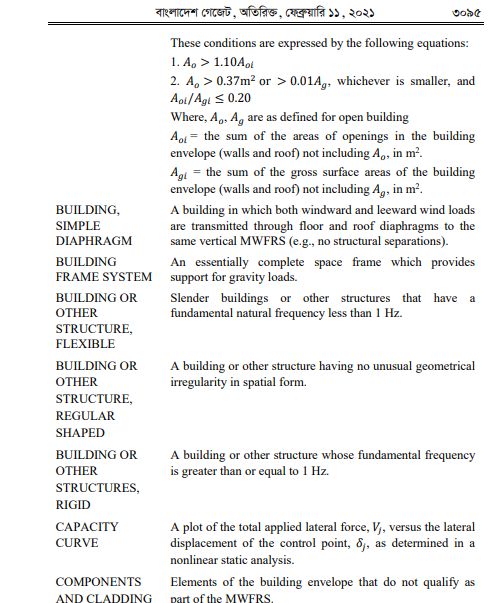 বাংলাদেশ গেজেট, অতিরিক্ত, ফেব্রুয়ারি ১১, ২০২১ ৩০৯৫
These conditions are expressed by the following equations:
1. Aₒ > 1.10Aₒᵢ
2. Aₒ > 0.37m² or > 0.01A_g, whichever is smaller, and
Aₒᵢ/A_gi ≤ 0.20
Where, Aₒ, A_g are as defined for open building
Aₒᵢ = the sum of the areas of openings in the building
envelope (walls and roof) not including Aₒ, in m².
A_gi = the sum of the gross surface areas of the building
envelope (walls and roof) not including A_g, in m².
BUILDING, A building in which both windward and leeward wind loads
SIMPLE are transmitted through floor and roof diaphragms to the
DIAPHRAGM same vertical MWFRS (e.g., no structural separations).
BUILDING An essentially complete space frame which provides
FRAME SYSTEM support for gravity loads.
BUILDING OR Slender buildings or other structures that have a
OTHER fundamental natural frequency less than 1 Hz.
STRUCTURE,
FLEXIBLE
BUILDING OR A building or other structure having no unusual geometrical
OTHER irregularity in spatial form.
STRUCTURE,
REGULAR
SHAPED
BUILDING OR A building or other structure whose fundamental frequency
OTHER is greater than or equal to 1 Hz.
STRUCTURES,
RIGID
CAPACITY A plot of the total applied lateral force, Vⱼ, versus the lateral
CURVE displacement of the control point, δⱼ, as determined in a
nonlinear static analysis.
COMPONENTS Elements of the building envelope that do not qualify as
AND CLADDING part of the MWFRS.